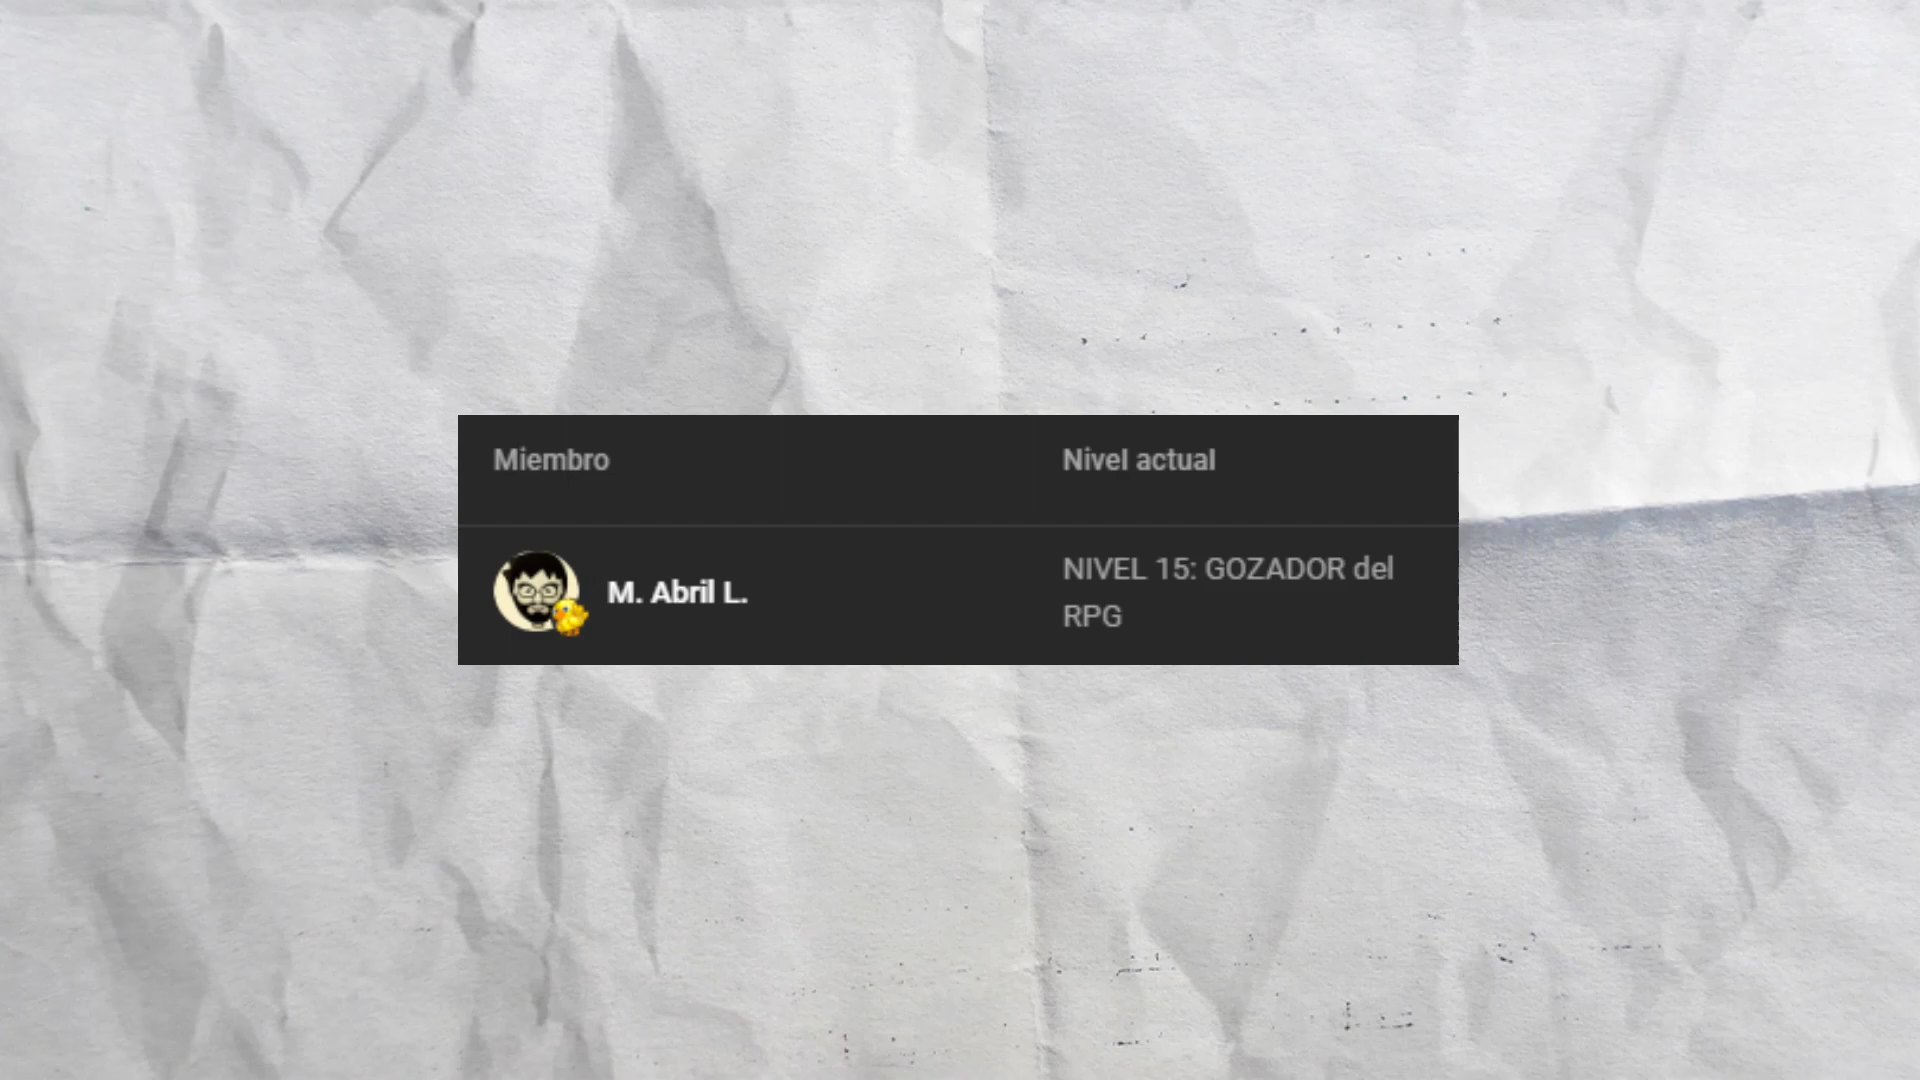 Miembro Nivel actual
M. Abril L.
NIVEL 15: GOZADOR del
RPG